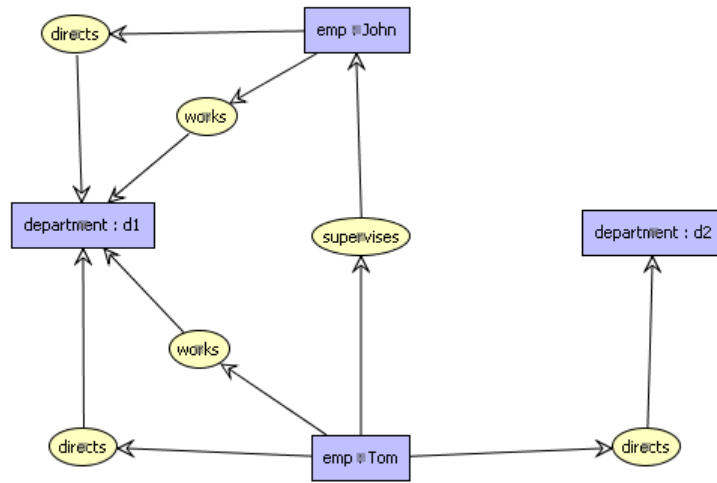 directs
emp : John
works
department : d1
supervises
department : d2
works
directs
emp : Tom
directs